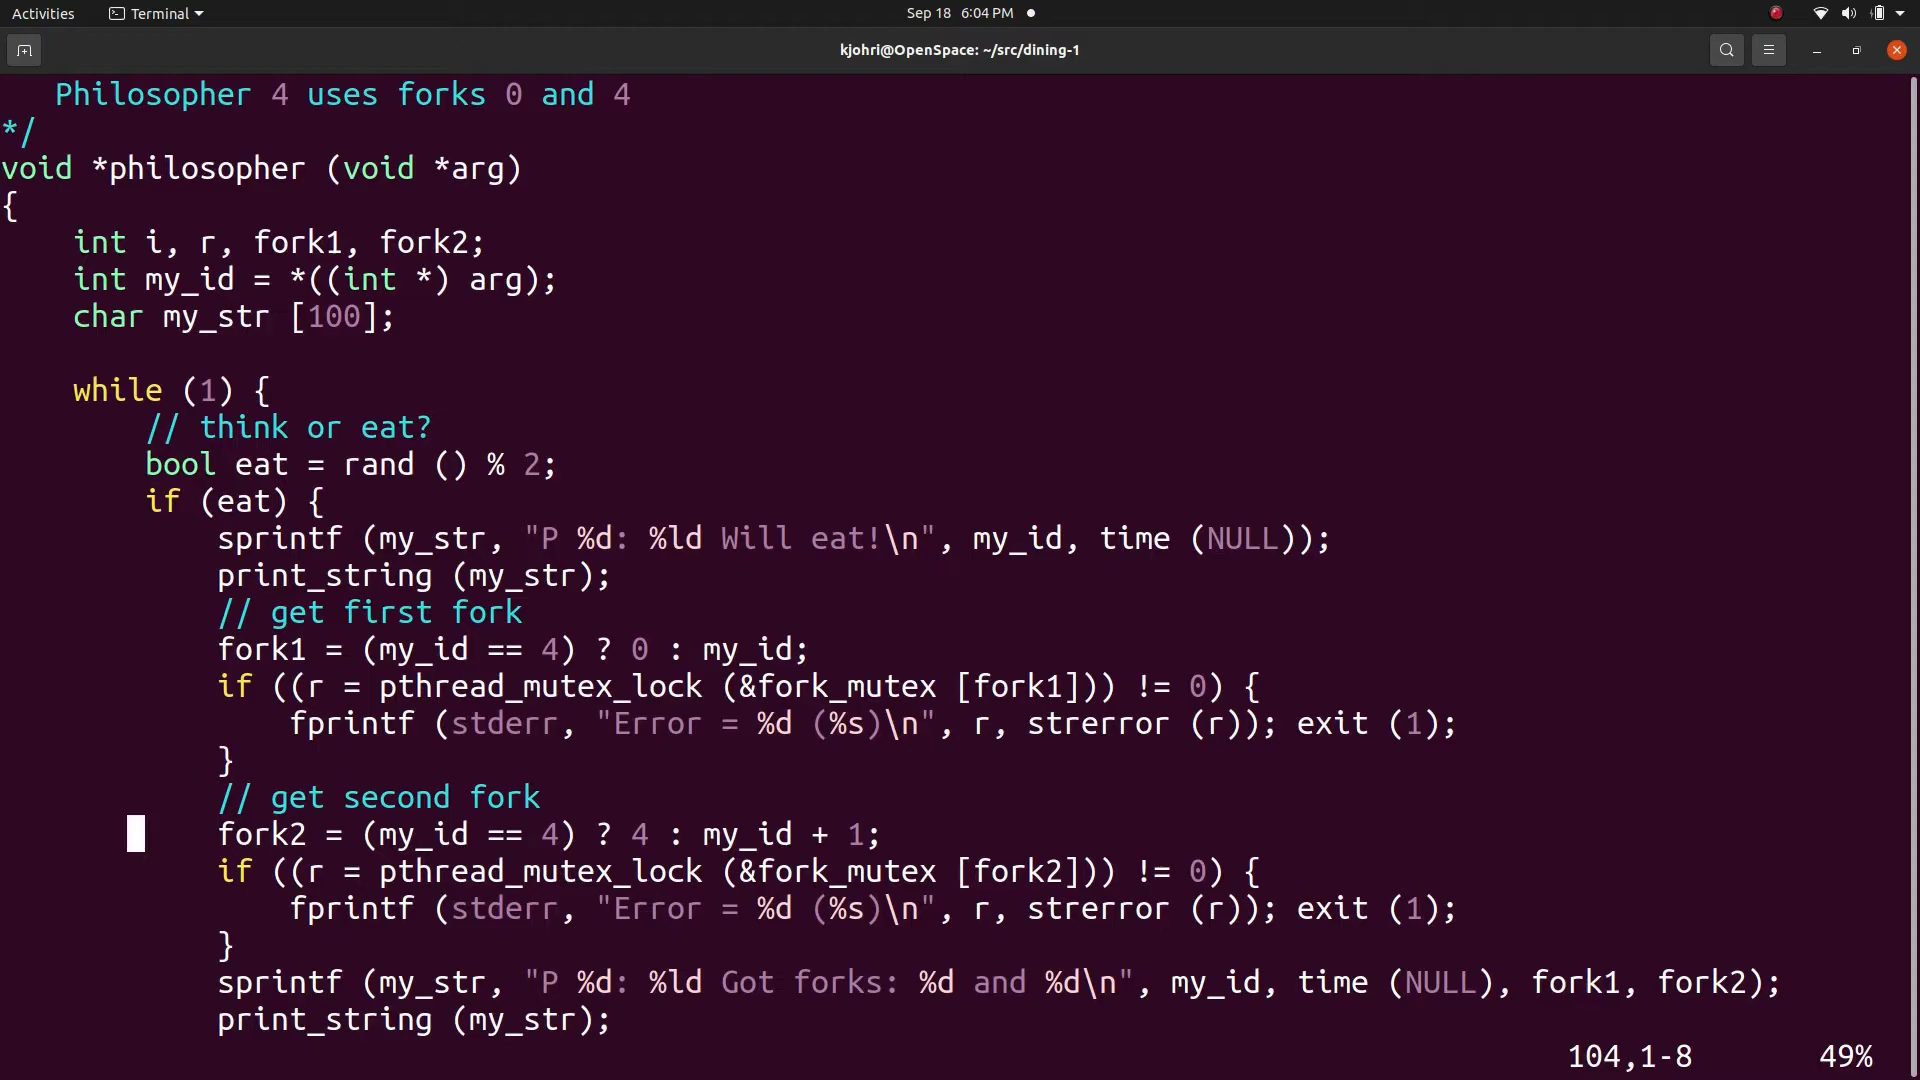 Activities Terminal Sep 18 6:04 PM
kjohri@OpenSpace: ~/src/dining-1
Philosopher 4 uses forks 0 and 4
*/
void *philosopher (void *arg)
{
int i, r, fork1, fork2;
int my_id = *((int *) arg);
char my_str [100];
while (1) {
// think or eat?
bool eat = rand () % 2;
if (eat) {
sprintf (my_str, "P %d: %ld Will eat!\n", my_id, time (NULL));
print_string (my_str);
// get first fork
fork1 = (my_id == 4) ? 0 : my_id;
if ((r = pthread_mutex_lock (&fork_mutex [fork1])) != 0) {
fprintf (stderr, "Error = %d (%s)\n", r, strerror (r)); exit (1);
}
// get second fork
fork2 = (my_id == 4) ? 4 : my_id + 1;
if ((r = pthread_mutex_lock (&fork_mutex [fork2])) != 0) {
fprintf (stderr, "Error = %d (%s)\n", r, strerror (r)); exit (1);
}
sprintf (my_str, "P %d: %ld Got forks: %d and %d\n", my_id, time (NULL), fork1, fork2);
print_string (my_str);
104,1-8 49%